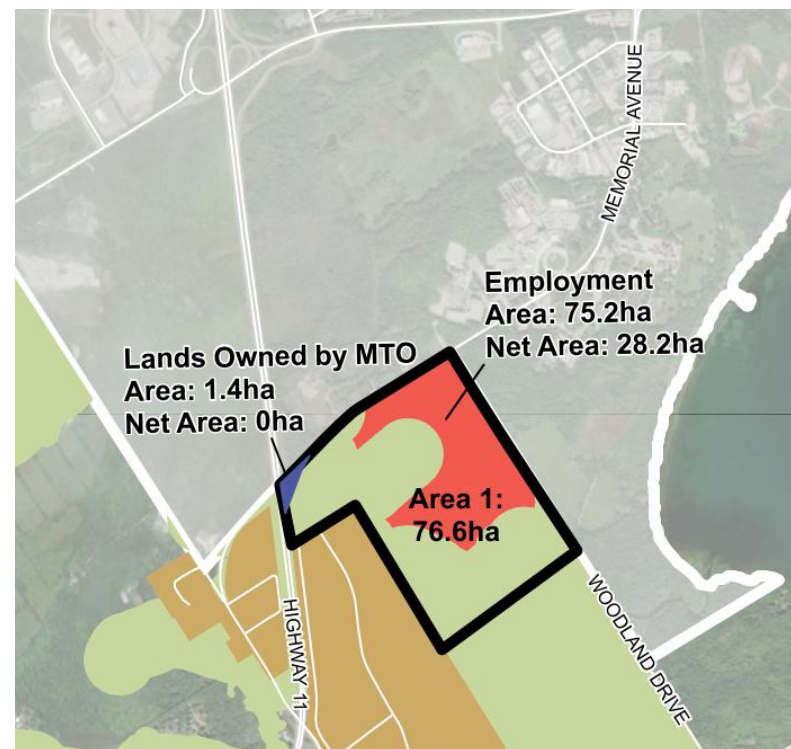 MEMORIAL AVENUE
Employment
Area: 75.2ha
Net Area: 28.2ha
Lands Owned by MTO
Area: 1.4ha
Net Area: 0ha
Area 1:
76.6ha
HIGHWAY 11
WOODLAND DRIVE